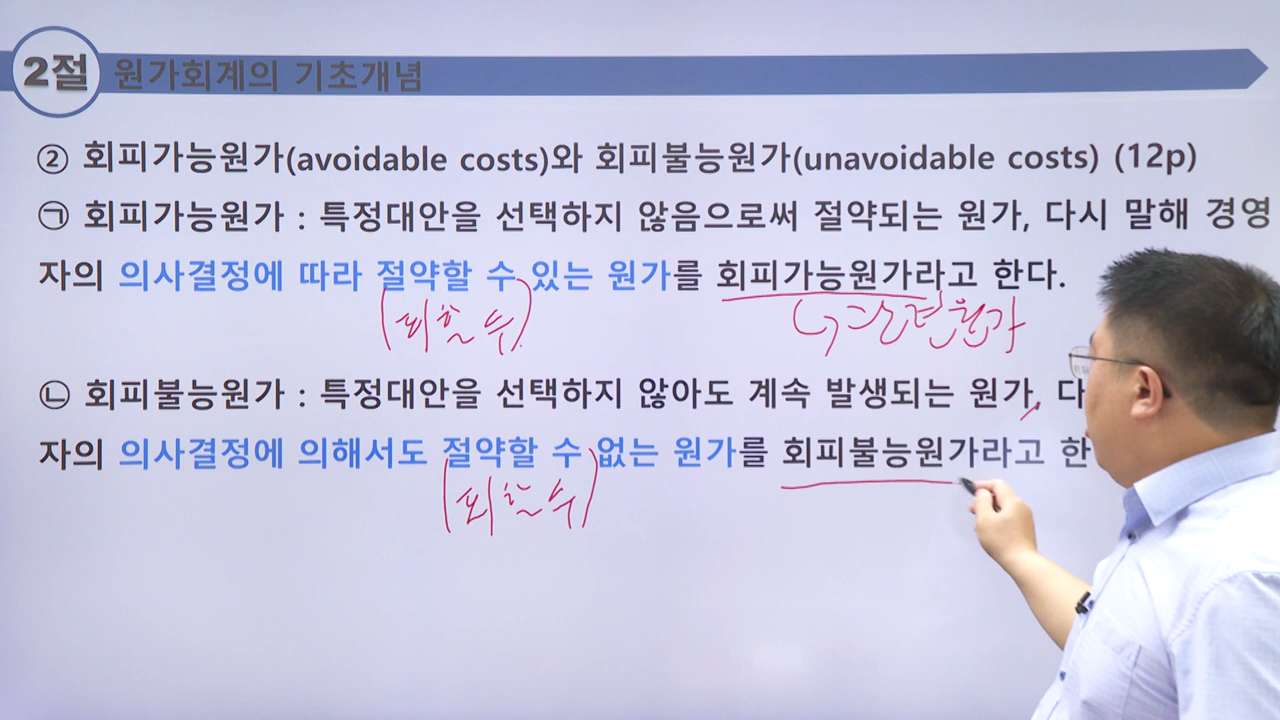 2절 원가회계의 기초개념
② 회피가능원가(avoidable costs)와 회피불능원가(unavoidable costs) (12p)
㉠ 회피가능원가 : 특정대안을 선택하지 않음으로써 절약되는 원가, 다시 말해 경영
자의 의사결정에 따라 절약할 수 있는 원가를 회피가능원가라고 한다.
(피할 수) ↳관련원가
㉡ 회피불능원가 : 특정대안을 선택하지 않아도 계속 발생되는 원가, 다
자의 의사결정에 의해서도 절약할 수 없는 원가를 회피불능원가라고 한
(피할 수)